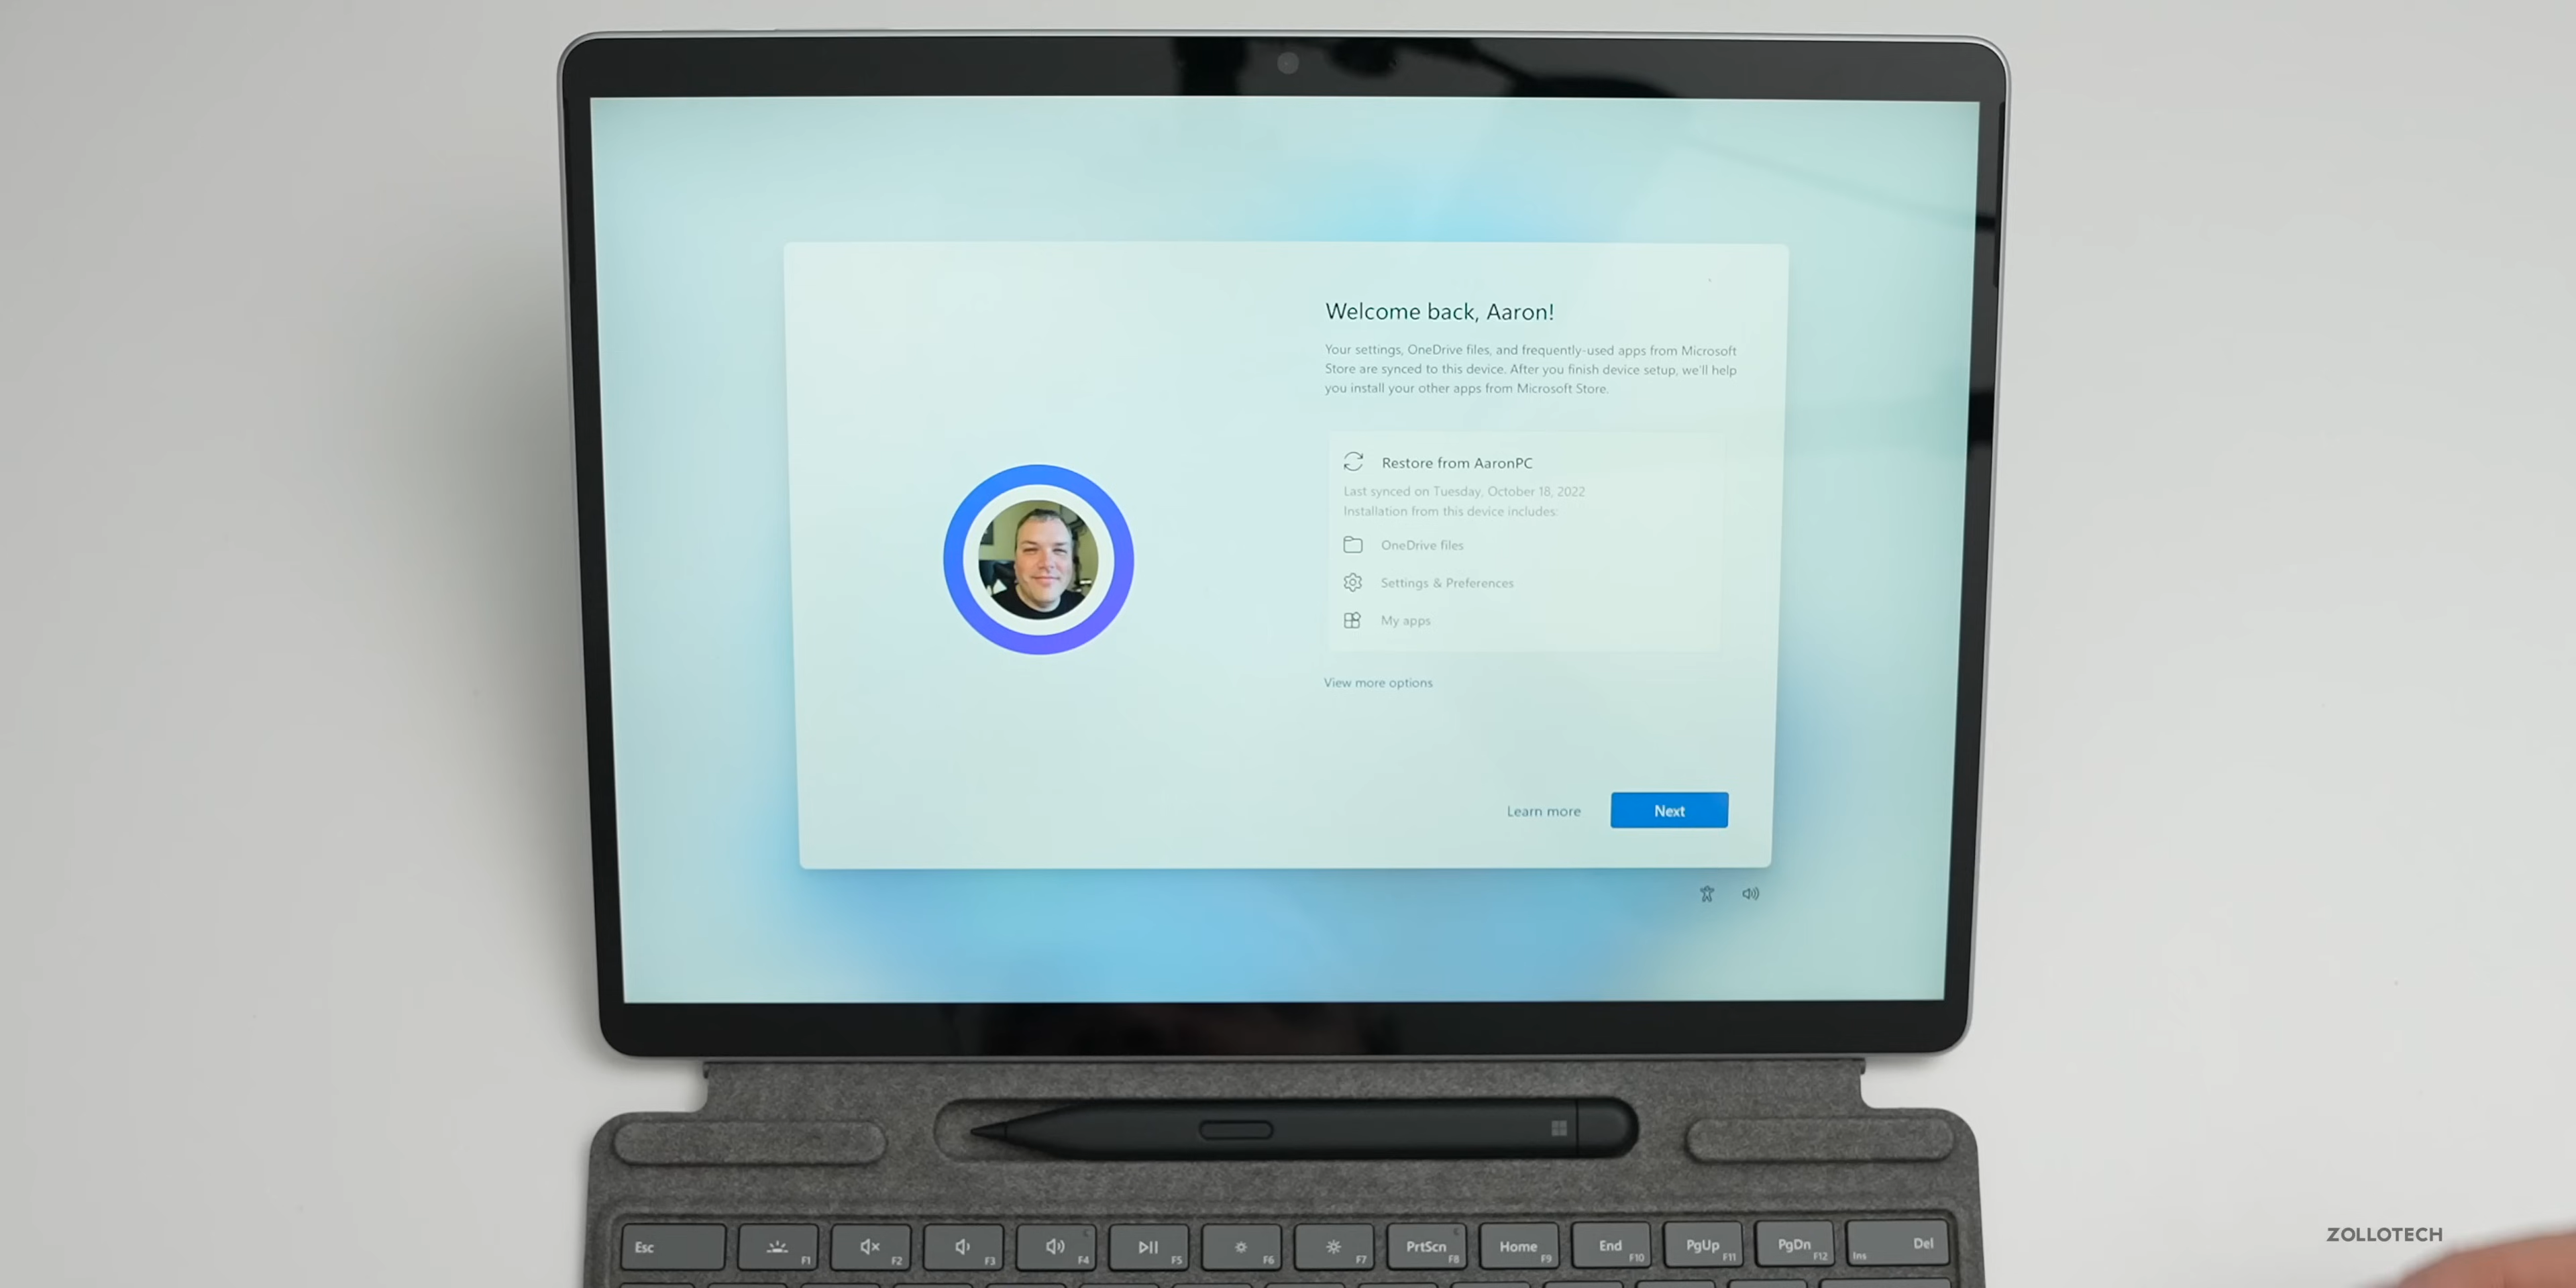 Welcome back, Aaron!
Your settings, OneDrive files, and frequently-used apps from Microsoft
Store are synced to this device. After you finish device setup, we'll help
you install your other apps from Microsoft Store.
Restore from AaronPC
Last synced on Tuesday, October 18, 2022
Installation from this device includes:
OneDrive files
Settings & Preferences
My apps
View more options
Learn more
Next
Esc
F1
F2
F3
F4
F5
F6
F7
PrtScn F8
Home F9
End F10
PgUp F11
PgDn F12
Ins Del
ZOLLOTECH